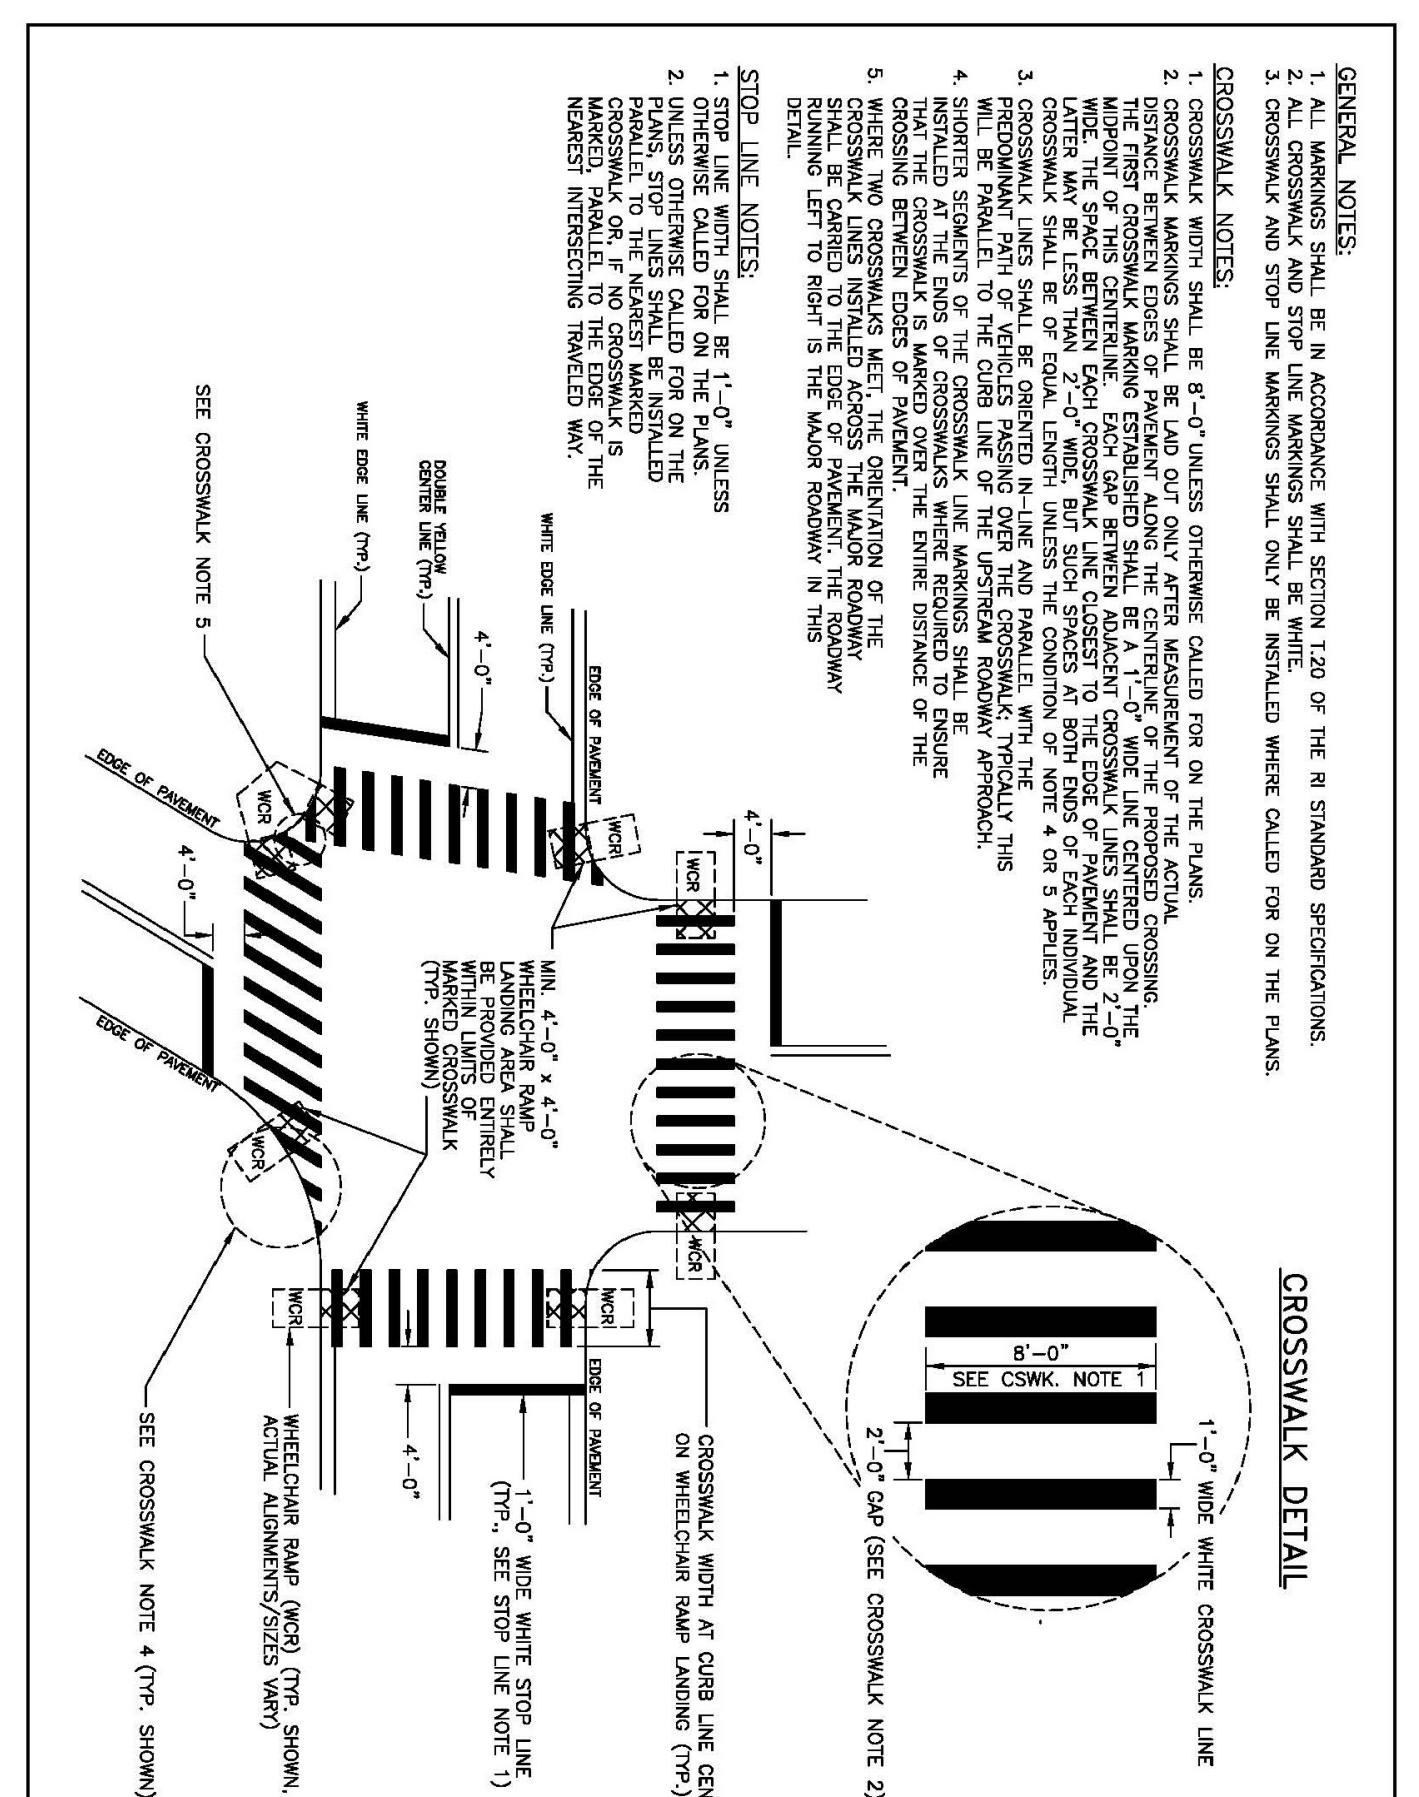 GENERAL NOTES:
1. ALL MARKINGS SHALL BE IN ACCORDANCE WITH SECTION T.20 OF THE RI STANDARD SPECIFICATIONS.
2. ALL CROSSWALK AND STOP LINE MARKINGS SHALL BE WHITE.
3. CROSSWALK AND STOP LINE MARKINGS SHALL ONLY BE INSTALLED WHERE CALLED FOR ON THE PLANS.
CROSSWALK NOTES:
1. CROSSWALK WIDTH SHALL BE 8'-0" UNLESS OTHERWISE CALLED FOR ON THE PLANS.
2. CROSSWALK MARKINGS SHALL BE LAID OUT ONLY AFTER MEASUREMENT OF THE ACTUAL
DISTANCE BETWEEN EDGES OF PAVEMENT ALONG THE CENTERLINE OF THE PROPOSED CROSSING.
THE FIRST CROSSWALK MARKING ESTABLISHED SHALL BE A 1'-0" WIDE LINE CENTERED UPON THE
MIDPOINT OF THIS CENTERLINE. EACH GAP BETWEEN ADJACENT CROSSWALK LINES SHALL BE 2'-0"
WIDE. THE SPACE BETWEEN EACH CROSSWALK LINE CLOSEST TO THE EDGE OF PAVEMENT AND THE
LATTER MAY BE LESS THAN 2'-0" WIDE, BUT SUCH SPACES AT BOTH ENDS OF EACH INDIVIDUAL
CROSSWALK SHALL BE OF EQUAL LENGTH UNLESS THE CONDITION OF NOTE 4 OR 5 APPLIES.
3. CROSSWALK LINES SHALL BE ORIENTED IN-LINE AND PARALLEL WITH THE
PREDOMINANT PATH OF VEHICLES PASSING OVER THE CROSSWALK; TYPICALLY THIS
WILL BE PARALLEL TO THE CURB LINE OF THE UPSTREAM ROADWAY APPROACH.
4. SHORTER SEGMENTS OF THE CROSSWALK LINE MARKINGS SHALL BE
INSTALLED AT THE ENDS OF CROSSWALKS WHERE REQUIRED TO ENSURE
THAT THE CROSSWALK IS MARKED OVER THE ENTIRE DISTANCE OF THE
CROSSING BETWEEN EDGES OF PAVEMENT.
5. WHERE TWO CROSSWALKS MEET, THE ORIENTATION OF THE
CROSSWALK LINES INSTALLED ACROSS THE MAJOR ROADWAY
SHALL BE CARRIED TO THE EDGE OF PAVEMENT. THE ROADWAY
RUNNING LEFT TO RIGHT IS THE MAJOR ROADWAY IN THIS
DETAIL.
STOP LINE NOTES:
1. STOP LINE WIDTH SHALL BE 1'-0" UNLESS
OTHERWISE CALLED FOR ON THE PLANS.
2. UNLESS OTHERWISE CALLED FOR ON THE
PLANS, STOP LINES SHALL BE INSTALLED
PARALLEL TO THE NEAREST MARKED
CROSSWALK OR, IF NO CROSSWALK IS
MARKED, PARALLEL TO THE EDGE OF THE
NEAREST INTERSECTING TRAVELED WAY.
CROSSWALK DETAIL
1'-0" WIDE WHITE CROSSWALK LINE
8'-0"
SEE CSWK. NOTE 1
2'-0" GAP (SEE CROSSWALK NOTE 2)
4'-0"
WCR
WCR
CROSSWALK WIDTH AT CURB LINE CEN
ON WHEELCHAIR RAMP LANDING (TYP.)
WHITE EDGE LINE (TYP.)
EDGE OF PAVEMENT
WCR
WCR
EDGE OF PAVEMENT
MIN. 4'-0" x 4'-0"
WHEELCHAIR RAMP
LANDING AREA SHALL
BE PROVIDED ENTIRELY
WITHIN LIMITS OF
MARKED CROSSWALK
(TYP. SHOWN)
1'-0" WIDE WHITE STOP LINE
(TYP., SEE STOP LINE NOTE 1)
4'-0"
DOUBLE YELLOW
CENTER LINE (TYP.)
4'-0"
WHITE EDGE LINE (TYP.)
WCR
WCR
WCR
WHEELCHAIR RAMP (WCR) (TYP. SHOWN,
ACTUAL ALIGNMENTS/SIZES VARY)
SEE CROSSWALK NOTE 5
4'-0"
EDGE OF PAVEMENT
EDGE OF PAVEMENT
SEE CROSSWALK NOTE 4 (TYP. SHOWN)